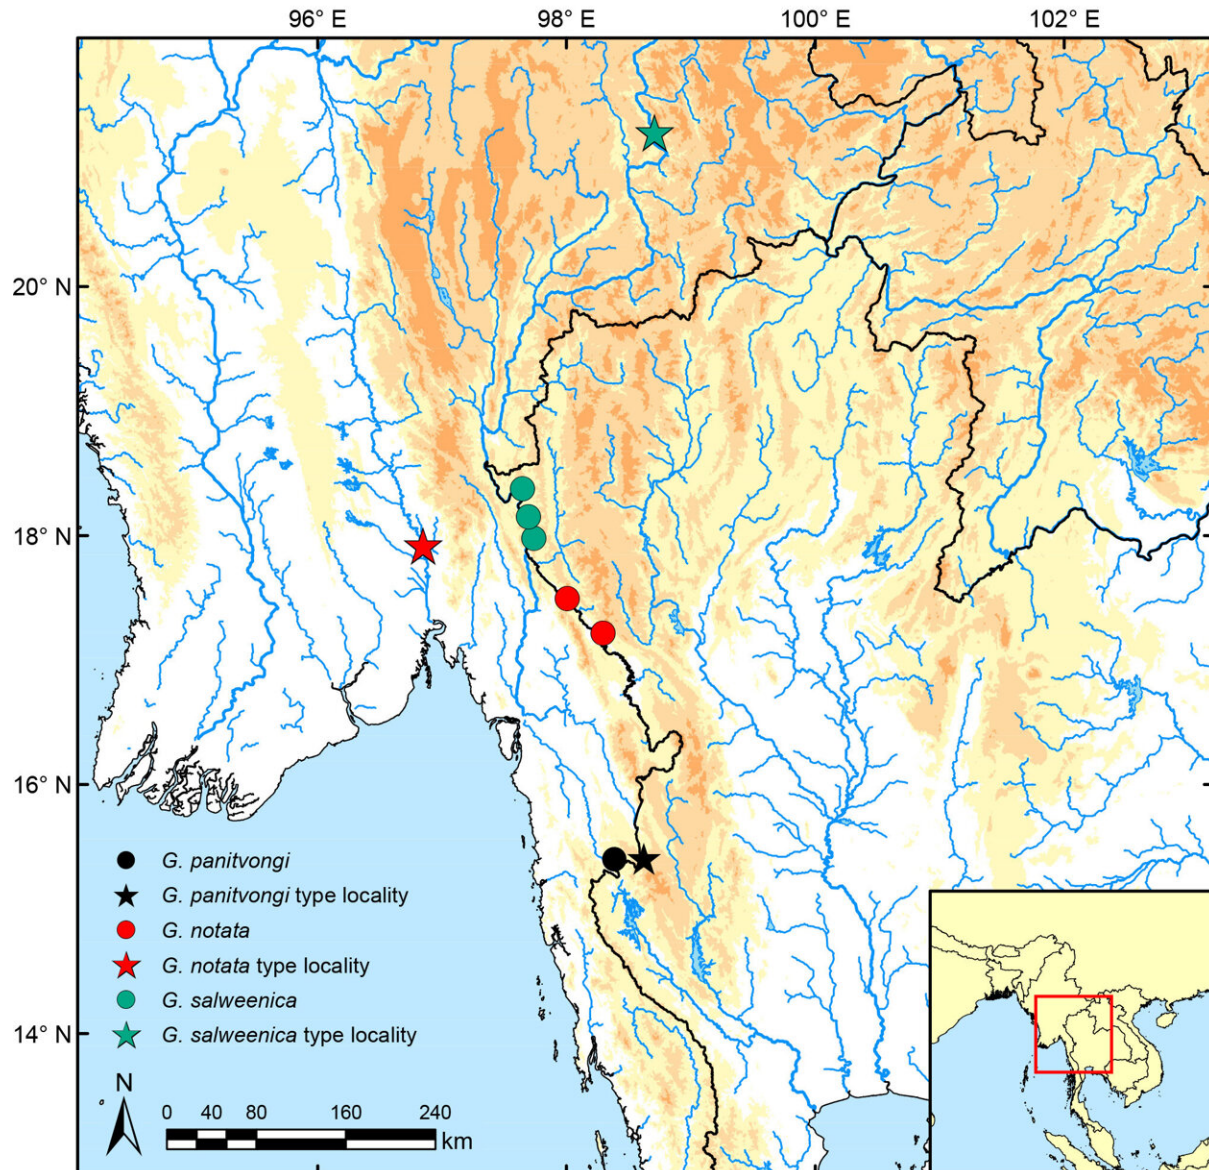 96° E 98° E 100° E 102° E
20° N
18° N
16° N
14° N
G. panitvongi
G. panitvongi type locality
G. notata
G. notata type locality
G. salweenica
G. salweenica type locality
N
0 40 80 160 240
km